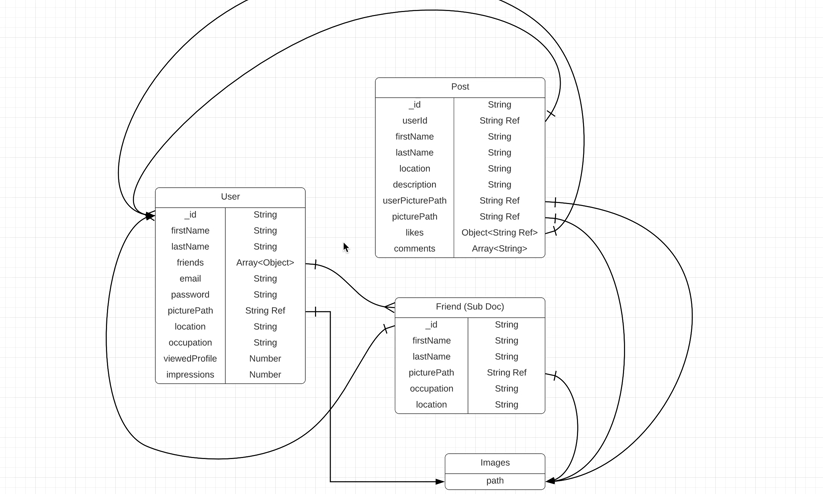 Post
_id String
userId String Ref
firstName String
lastName String
location String
description String
userPicturePath String Ref
picturePath String Ref
likes Object<String Ref>
comments Array<String>
User
_id String
firstName String
lastName String
friends Array<Object>
email String
password String
picturePath String Ref
location String
occupation String
viewedProfile Number
impressions Number
Friend (Sub Doc)
_id String
firstName String
lastName String
picturePath String Ref
occupation String
location String
Images
path